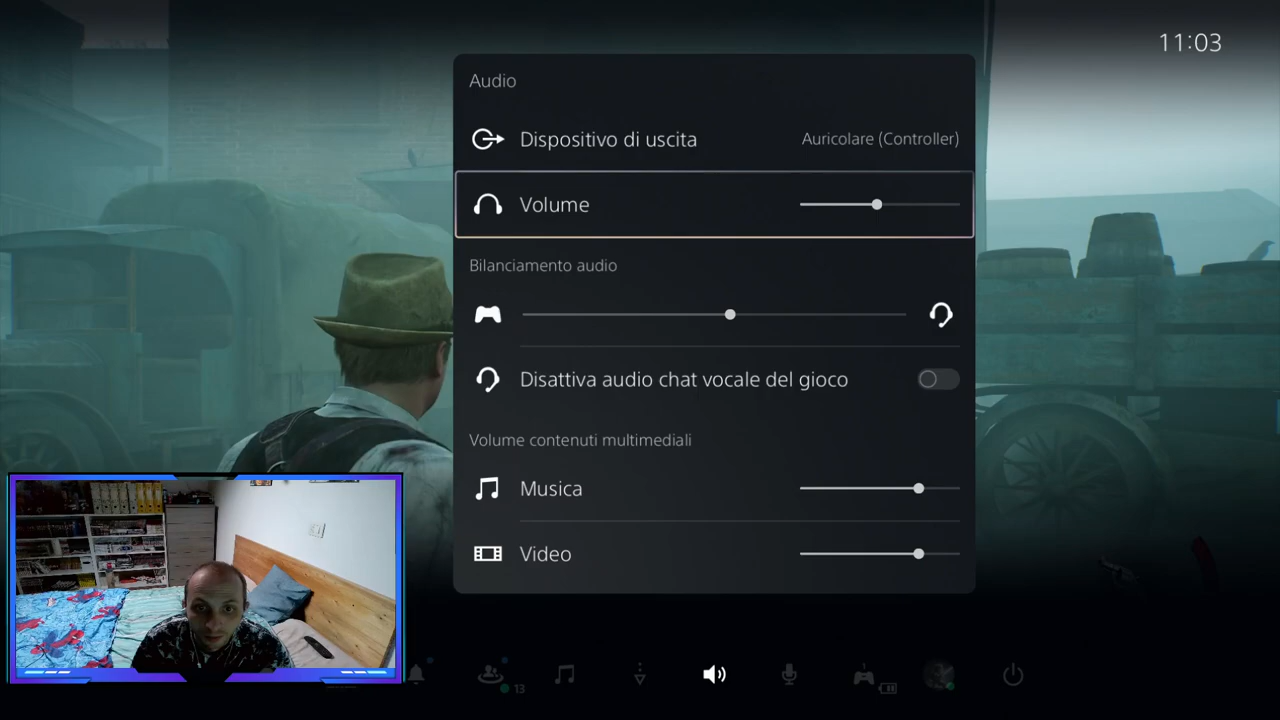 11:03
Audio
Dispositivo di uscita
Auricolare (Controller)
Volume
Bilanciamento audio
Disattiva audio chat vocale del gioco
Volume contenuti multimediali
Musica
Video
13